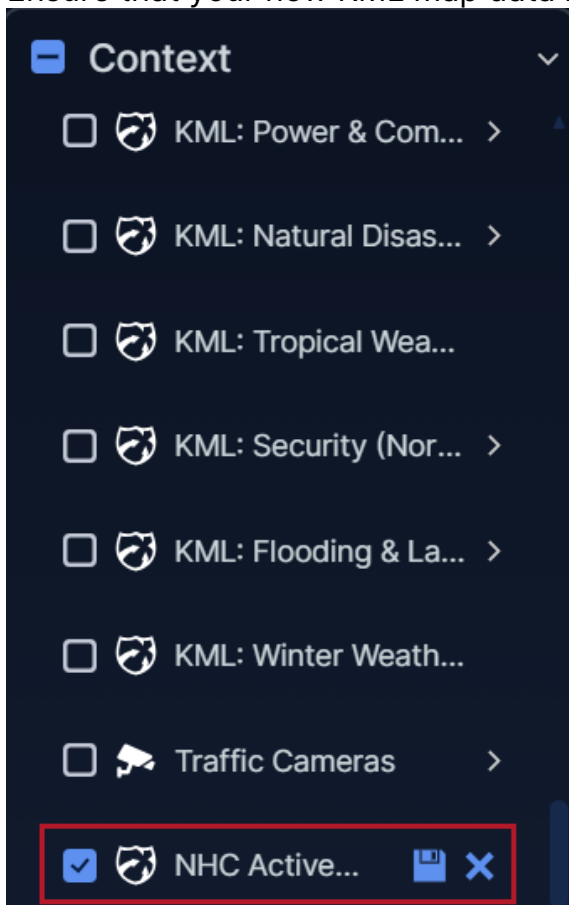 Context
KML: Power & Com...
KML: Natural Disas...
KML: Tropical Wea...
KML: Security (Nor...
KML: Flooding & La...
KML: Winter Weath...
Traffic Cameras
NHC Active...